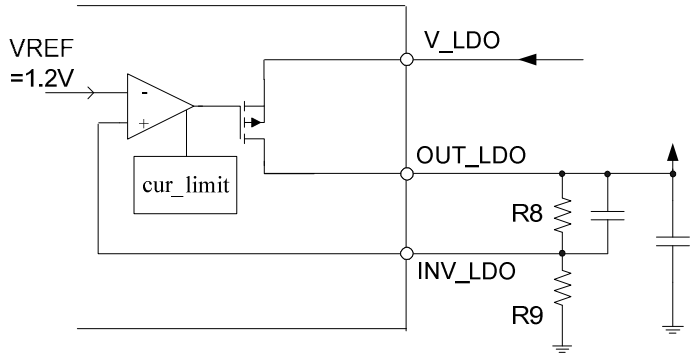 VREF
=1.2V
V_LDO
-
+
cur_limit
OUT_LDO
R8
INV_LDO
R9